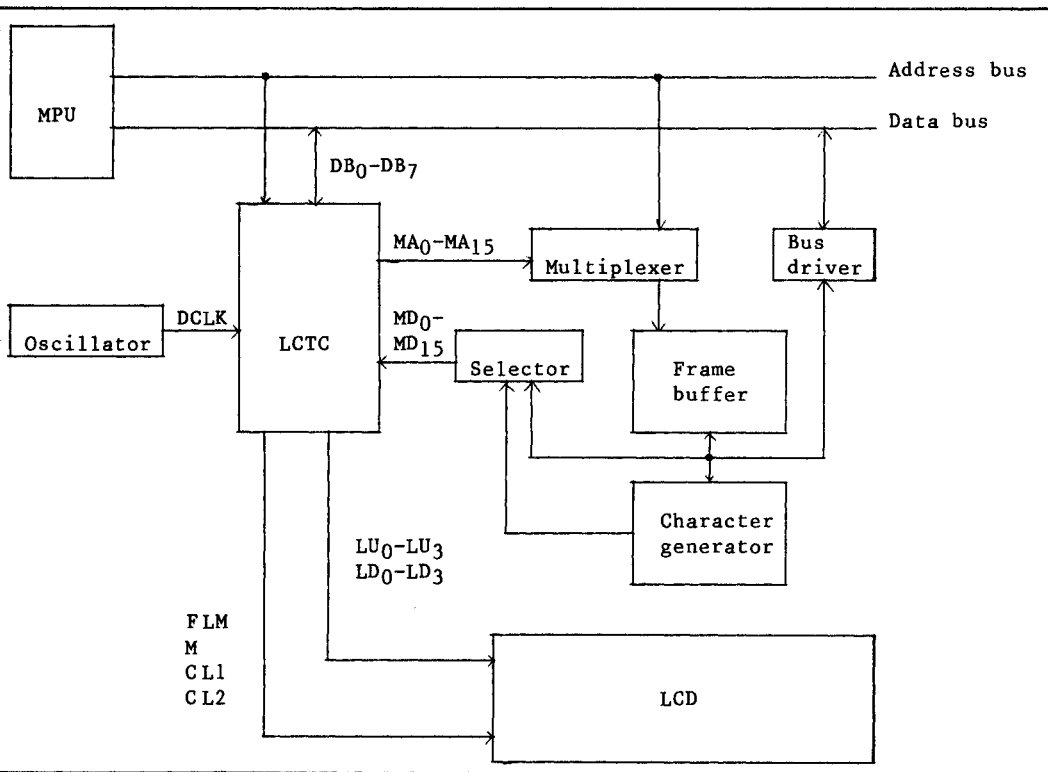 MPU
Address bus
Data bus
DB0-DB7
MA0-MA15
Multiplexer
Bus
driver
Oscillator
DCLK
LCTC
MD0-
MD15
Selector
Frame
buffer
Character
generator
LU0-LU3
LD0-LD3
FLM
M
CL1
CL2
LCD